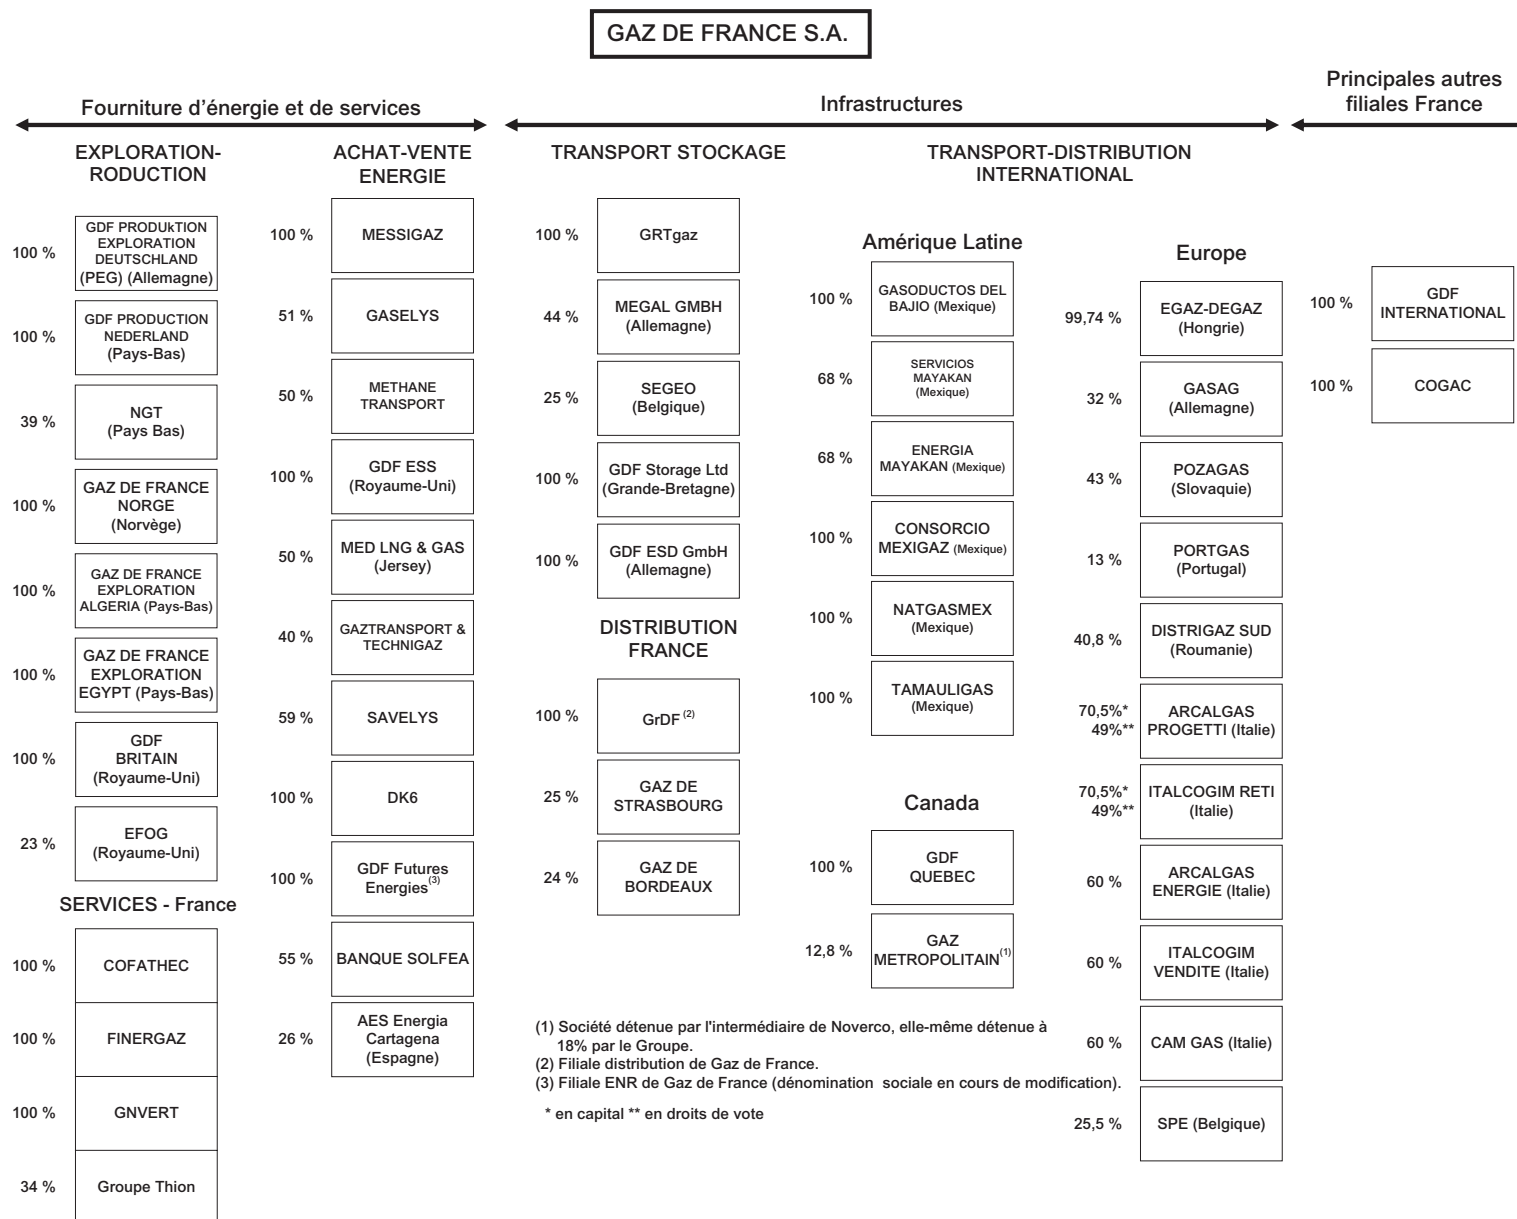 GAZ DE FRANCE S.A.
Fourniture d'énergie et de services
Infrastructures
Principales autres
filiales France
EXPLORATION-
RODUCTION
100 %
GDF PRODUkTION
EXPLORATION
DEUTSCHLAND
(PEG) (Allemagne)
100 %
GDF PRODUCTION
NEDERLAND
(Pays-Bas)
39 %
NGT
(Pays Bas)
100 %
GAZ DE FRANCE
NORGE
(Norvège)
100 %
GAZ DE FRANCE
EXPLORATION
ALGERIA (Pays-Bas)
100 %
GAZ DE FRANCE
EXPLORATION
EGYPT (Pays-Bas)
100 %
GDF
BRITAIN
(Royaume-Uni)
23 %
EFOG
(Royaume-Uni)
SERVICES - France
100 %
COFATHEC
100 %
FINERGAZ
100 %
GNVERT
34 %
Groupe Thion
ACHAT-VENTE
ENERGIE
100 %
MESSIGAZ
51 %
GASELYS
50 %
METHANE
TRANSPORT
100 %
GDF ESS
(Royaume-Uni)
50 %
MED LNG & GAS
(Jersey)
40 %
GAZTRANSPORT &
TECHNIGAZ
59 %
SAVELYS
100 %
DK6
100 %
GDF Futures
Energies(3)
55 %
BANQUE SOLFEA
26 %
AES Energia
Cartagena
(Espagne)
TRANSPORT STOCKAGE
100 %
GRTgaz
44 %
MEGAL GMBH
(Allemagne)
25 %
SEGEO
(Belgique)
100 %
GDF Storage Ltd
(Grande-Bretagne)
100 %
GDF ESD GmbH
(Allemagne)
DISTRIBUTION
FRANCE
100 %
GrDF (2)
25 %
GAZ DE
STRASBOURG
24 %
GAZ DE
BORDEAUX
TRANSPORT-DISTRIBUTION
INTERNATIONAL
Amérique Latine
100 %
GASODUCTOS DEL
BAJIO (Mexique)
68 %
SERVICIOS
MAYAKAN
(Mexique)
68 %
ENERGIA
MAYAKAN (Mexique)
100 %
CONSORCIO
MEXIGAZ (Mexique)
100 %
NATGASMEX
(Mexique)
100 %
TAMAULIGAS
(Mexique)
Canada
100 %
GDF
QUEBEC
12,8 %
GAZ
METROPOLITAIN(1)
Europe
99,74 %
EGAZ-DEGAZ
(Hongrie)
32 %
GASAG
(Allemagne)
43 %
POZAGAS
(Slovaquie)
13 %
PORTGAS
(Portugal)
40,8 %
DISTRIGAZ SUD
(Roumanie)
70,5%*
49%**
ARCALGAS
PROGETTI (Italie)
70,5%*
49%**
ITALCOGIM RETI
(Italie)
60 %
ARCALGAS
ENERGIE (Italie)
60 %
ITALCOGIM
VENDITE (Italie)
60 %
CAM GAS (Italie)
25,5 %
SPE (Belgique)
100 %
GDF
INTERNATIONAL
100 %
COGAC
(1) Société détenue par l'intermédiaire de Noverco, elle-même détenue à
18% par le Groupe.
(2) Filiale distribution de Gaz de France.
(3) Filiale ENR de Gaz de France (dénomination sociale en cours de modification).
* en capital ** en droits de vote